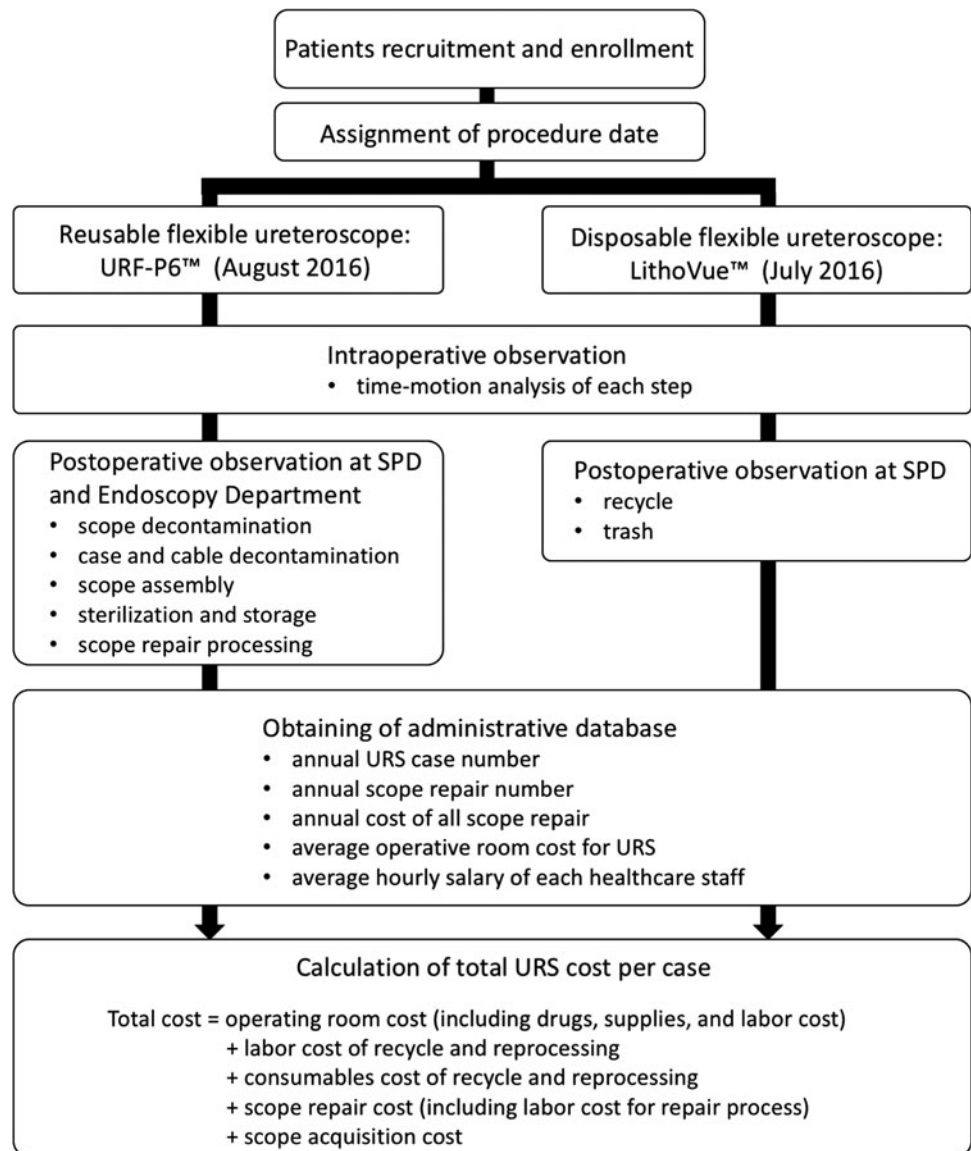 Patients recruitment and enrollment
Assignment of procedure date
Reusable flexible ureteroscope:
URF-P6™ (August 2016)
Disposable flexible ureteroscope:
LithoVue™ (July 2016)
Intraoperative observation
• time-motion analysis of each step
Postoperative observation at SPD
and Endoscopy Department
• scope decontamination
• case and cable decontamination
• scope assembly
• sterilization and storage
• scope repair processing
Postoperative observation at SPD
• recycle
• trash
Obtaining of administrative database
• annual URS case number
• annual scope repair number
• annual cost of all scope repair
• average operative room cost for URS
• average hourly salary of each healthcare staff
Calculation of total URS cost per case
Total cost = operating room cost (including drugs, supplies, and labor cost)
+ labor cost of recycle and reprocessing
+ consumables cost of recycle and reprocessing
+ scope repair cost (including labor cost for repair process)
+ scope acquisition cost